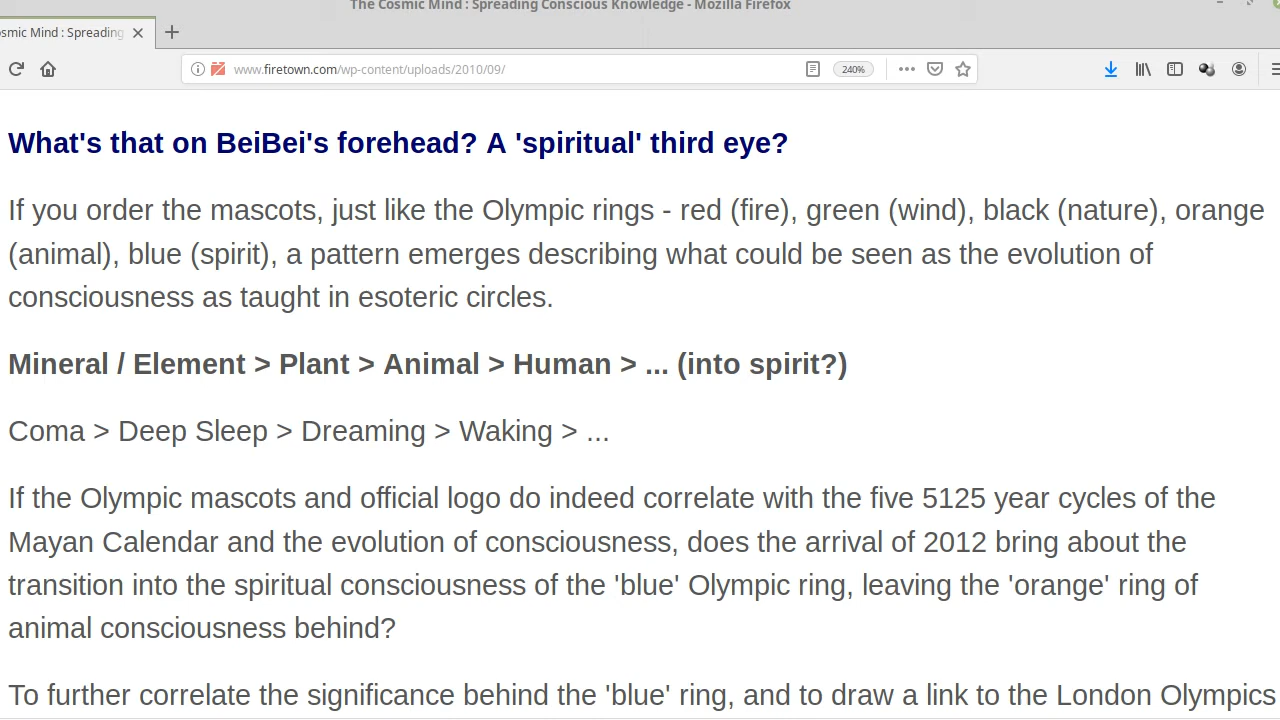 The Cosmic Mind : Spreading Conscious Knowledge - Mozilla Firefox
osmic Mind : Spreading
www.firetown.com/wp-content/uploads/2010/09/
240%
What's that on BeiBei's forehead? A 'spiritual' third eye?
If you order the mascots, just like the Olympic rings - red (fire), green (wind), black (nature), orange
(animal), blue (spirit), a pattern emerges describing what could be seen as the evolution of
consciousness as taught in esoteric circles.
Mineral / Element > Plant > Animal > Human > ... (into spirit?)
Coma > Deep Sleep > Dreaming > Waking > ...
If the Olympic mascots and official logo do indeed correlate with the five 5125 year cycles of the
Mayan Calendar and the evolution of consciousness, does the arrival of 2012 bring about the
transition into the spiritual consciousness of the 'blue' Olympic ring, leaving the 'orange' ring of
animal consciousness behind?
To further correlate the significance behind the 'blue' ring, and to draw a link to the London Olympics